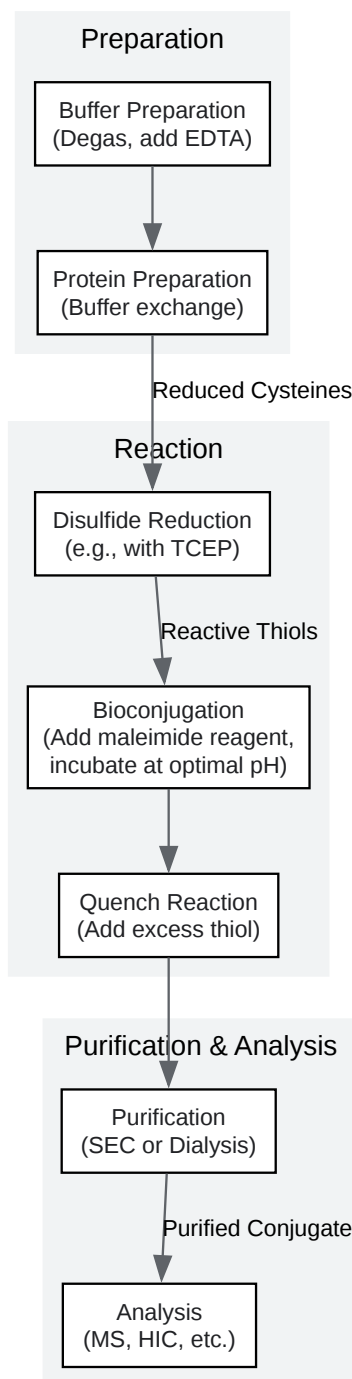 Preparation
Buffer Preparation
(Degas, add EDTA)
Protein Preparation
(Buffer exchange)
Reduced Cysteines
Reaction
Disulfide Reduction
(e.g., with TCEP)
Reactive Thiols
Bioconjugation
(Add maleimide reagent,
incubate at optimal pH)
Quench Reaction
(Add excess thiol)
Purification & Analysis
Purification
(SEC or Dialysis)
Purified Conjugate
Analysis
(MS, HIC, etc.)